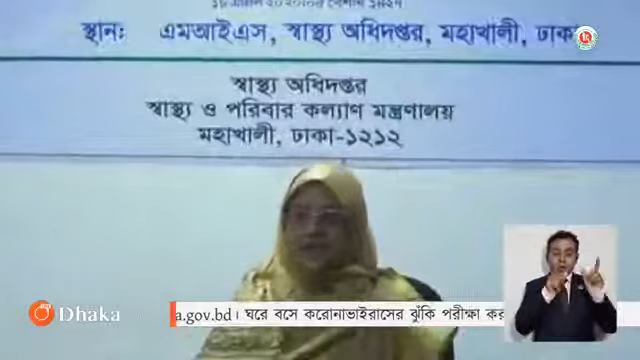 স্থান: এমআইএস, স্বাস্থ্য অধিদপ্তর, মহাখালী, ঢাকা
স্বাস্থ্য অধিদপ্তর
স্বাস্থ্য ও পরিবার কল্যাণ মন্ত্রণালয়
মহাখালী, ঢাকা-১২১২
a.gov.bd। ঘরে বসে করোনাভাইরাসের ঝুঁকি পরীক্ষা কর
Dhaka